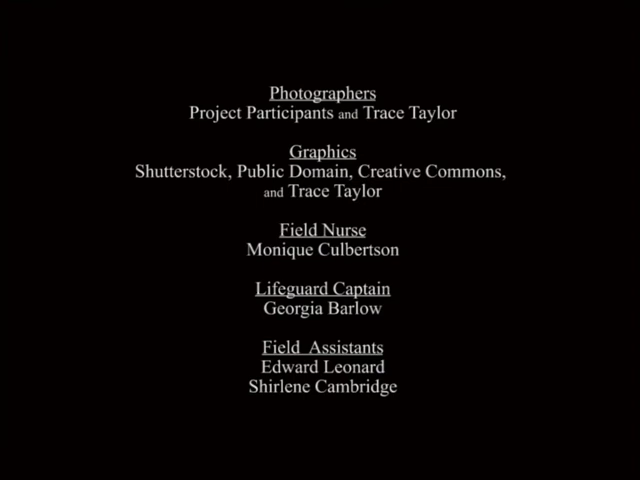 Photographers
Project Participants and Trace Taylor
Graphics
Shutterstock, Public Domain, Creative Commons,
and Trace Taylor
Field Nurse
Monique Culbertson
Lifeguard Captain
Georgia Barlow
Field Assistants
Edward Leonard
Shirlene Cambridge